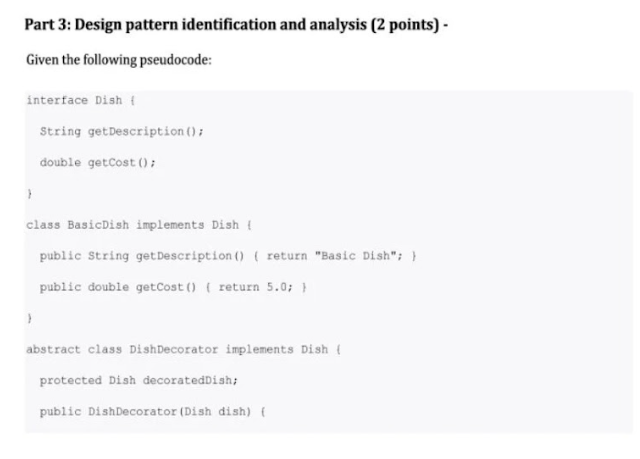 Part 3: Design pattern identification and analysis (2 points) -
Given the following pseudocode:
interface Dish {
String getDescription();
double getCost();
}
class BasicDish implements Dish {
public String getDescription() { return "Basic Dish"; }
public double getCost() { return 5.0; }
}
abstract class DishDecorator implements Dish {
protected Dish decoratedDish;
public DishDecorator(Dish dish) {